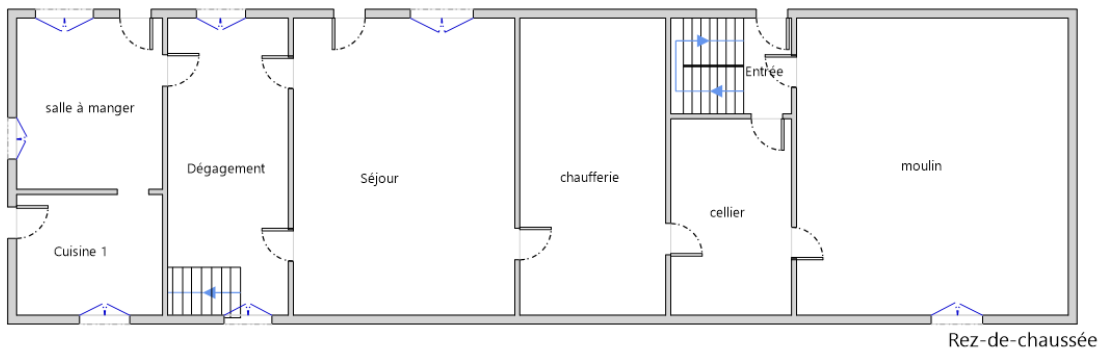 Entrée
salle à manger
Dégagement
Séjour
chaufferie
moulin
cellier
Cuisine 1
Rez-de-chaussée